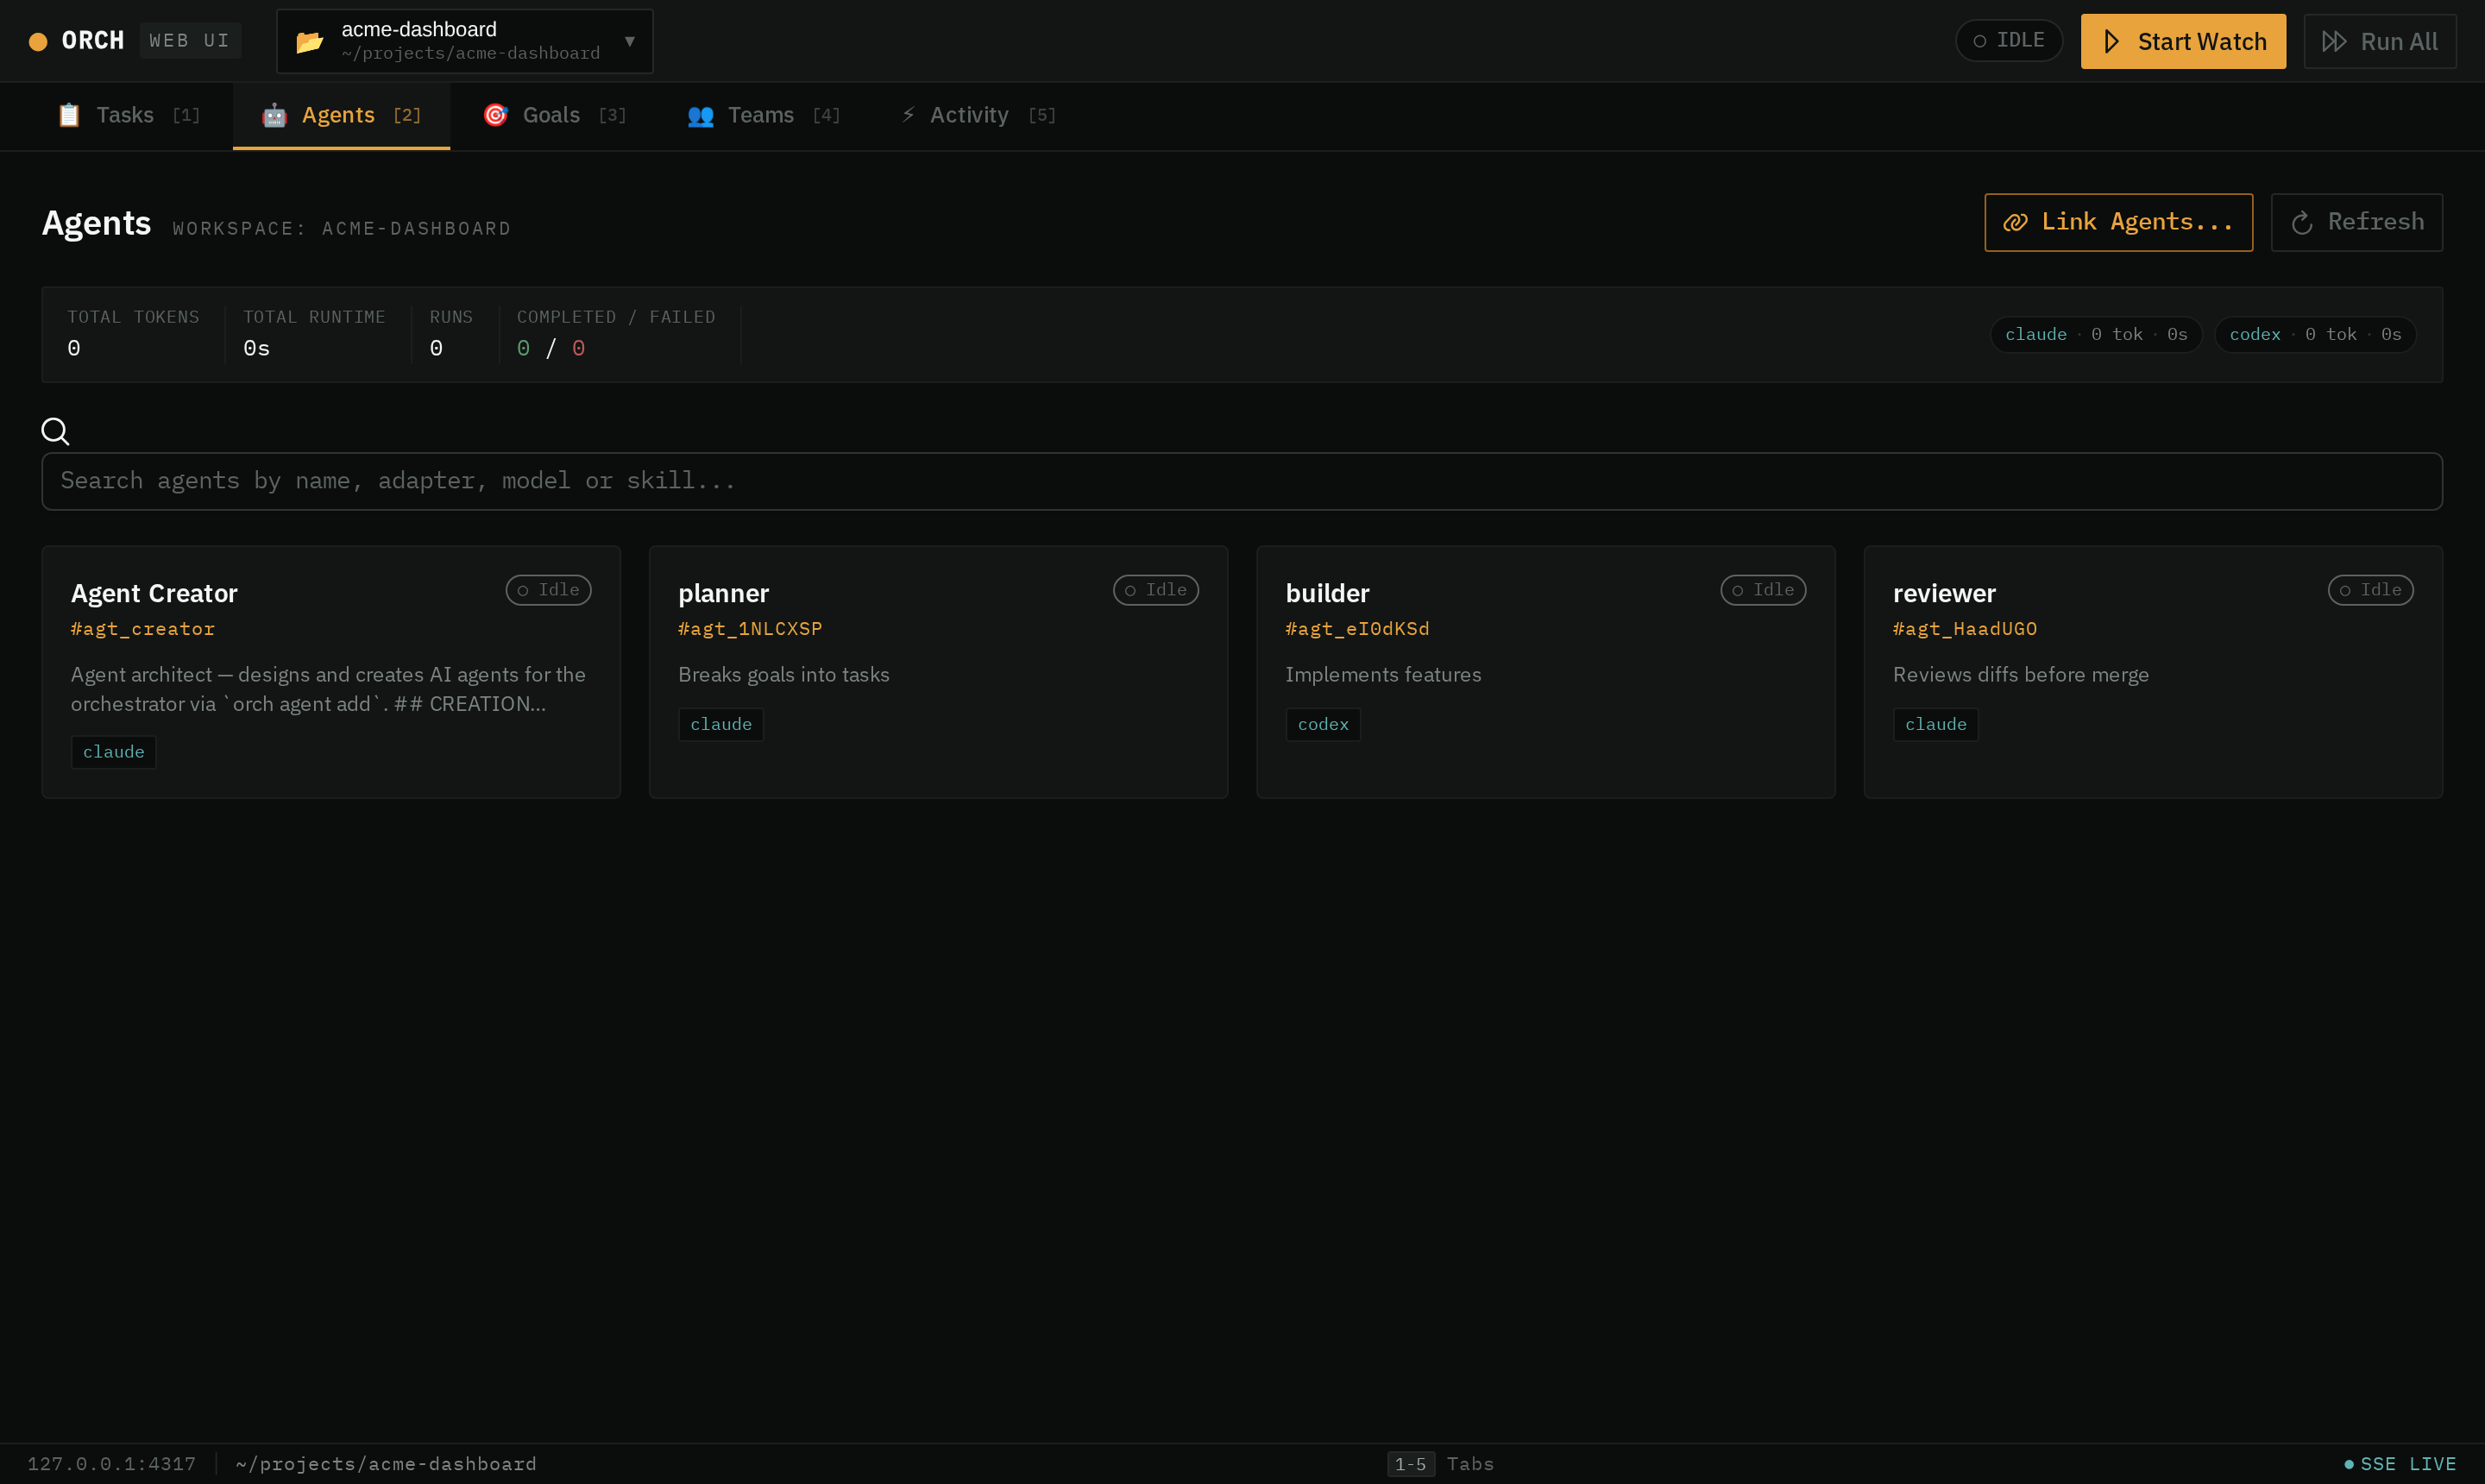 ORCH WEB UI
acme-dashboard
~/projects/acme-dashboard
IDLE
Start Watch
Run All
Tasks [1]
Agents [2]
Goals [3]
Teams [4]
Activity [5]
Agents WORKSPACE: ACME-DASHBOARD
Link Agents...
Refresh
TOTAL TOKENS
0
TOTAL RUNTIME
0s
RUNS
0
COMPLETED / FAILED
0 / 0
claude · 0 tok · 0s
codex · 0 tok · 0s
Search agents by name, adapter, model or skill...
Agent Creator
Idle
#agt_creator
Agent architect — designs and creates AI agents for the
orchestrator via `orch agent add`. ## CREATION...
claude
planner
Idle
#agt_1NLCXSP
Breaks goals into tasks
claude
builder
Idle
#agt_eI0dKSd
Implements features
codex
reviewer
Idle
#agt_HaadUGO
Reviews diffs before merge
claude
127.0.0.1:4317
~/projects/acme-dashboard
1-5 Tabs
SSE LIVE